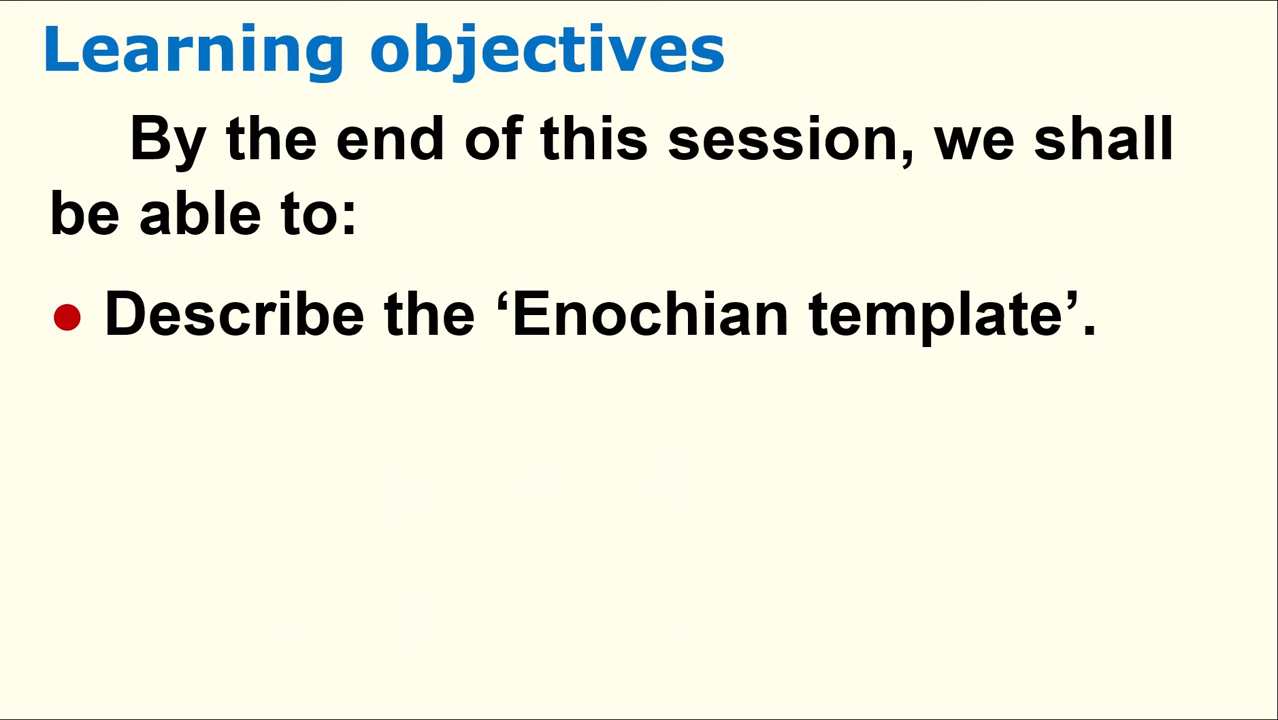 Learning objectives
By the end of this session, we shall
be able to:
● Describe the ‘Enochian template’.